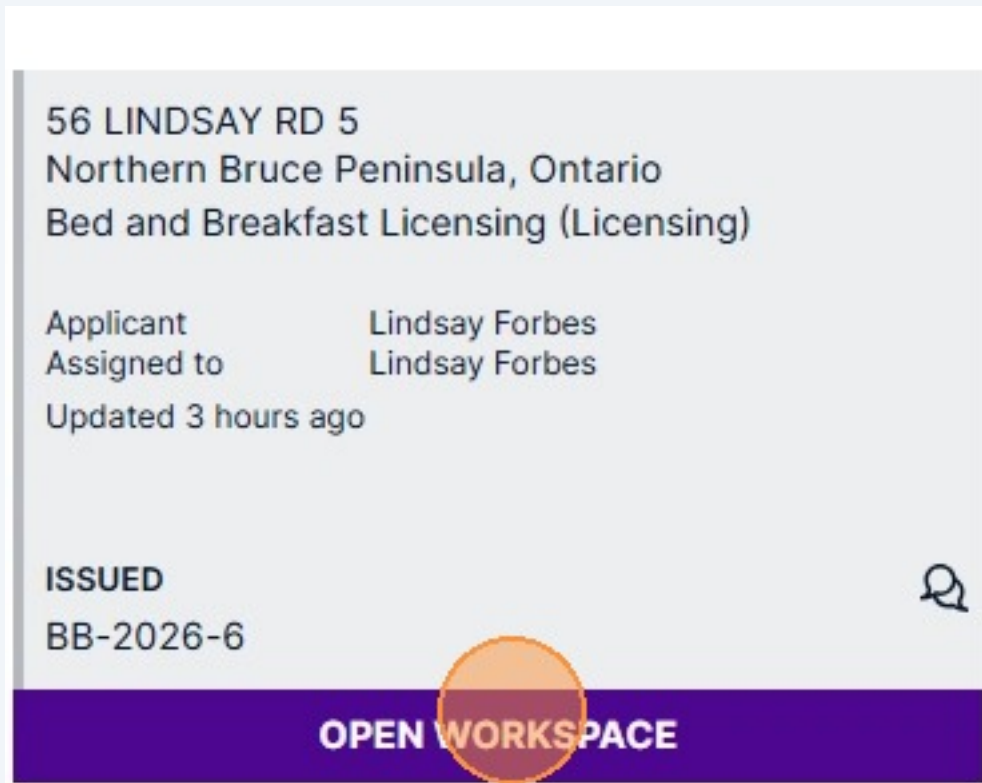 56 LINDSAY RD 5
Northern Bruce Peninsula, Ontario
Bed and Breakfast Licensing (Licensing)
Applicant Lindsay Forbes
Assigned to Lindsay Forbes
Updated 3 hours ago
ISSUED
BB-2026-6
OPEN WORKSPACE